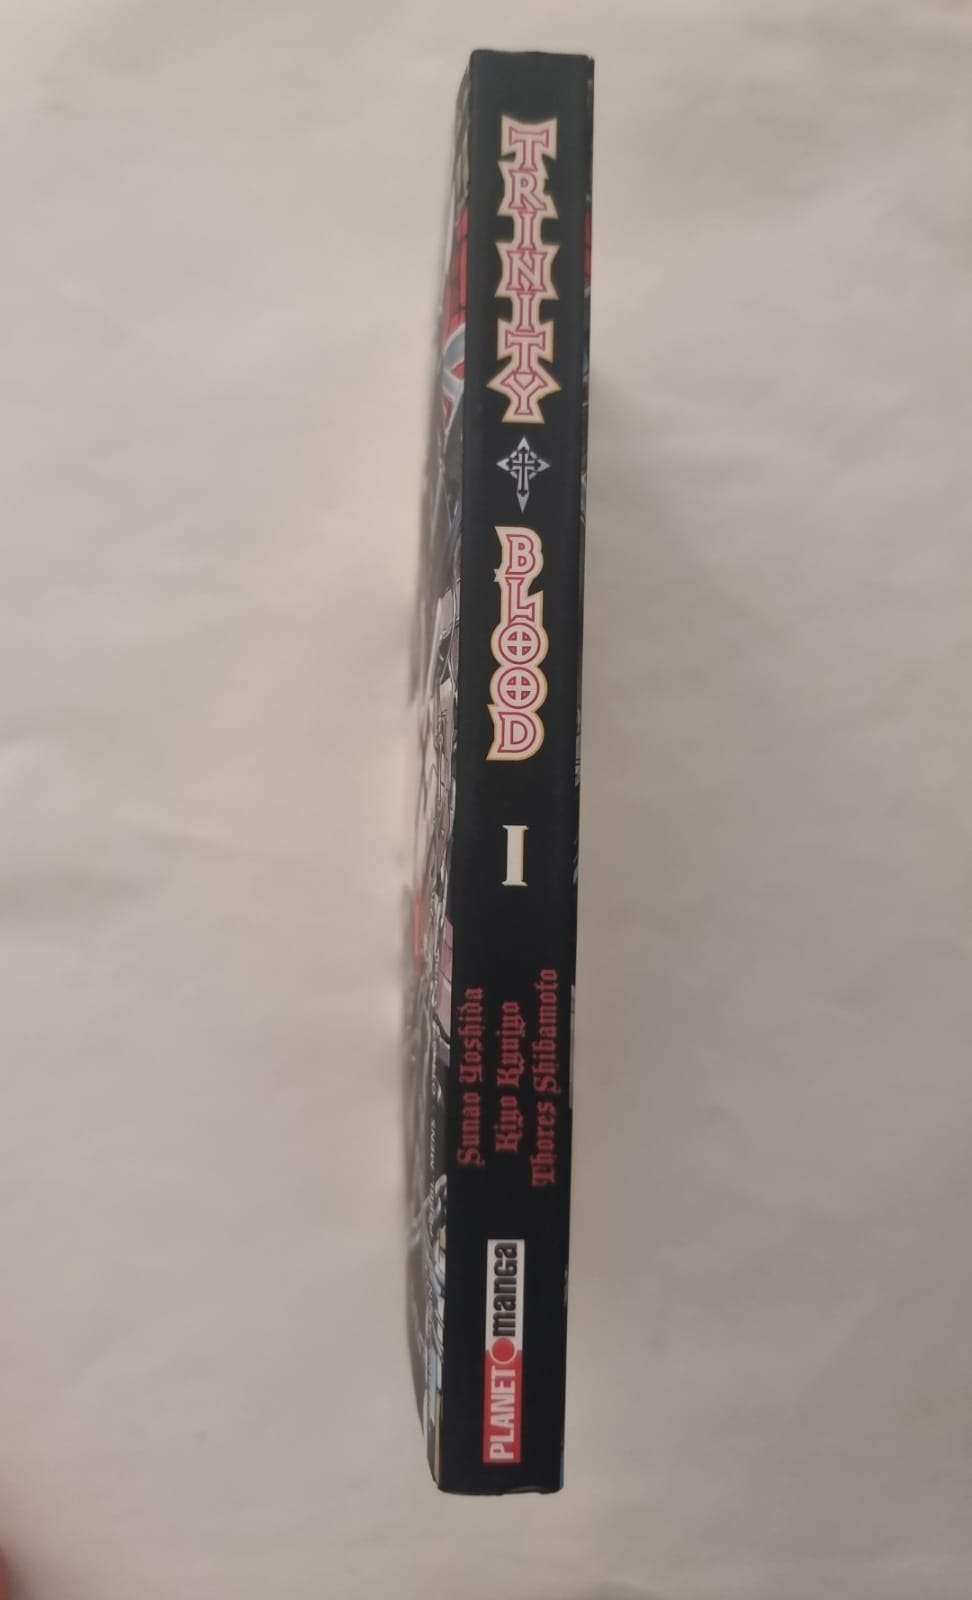 TRINITY
BLOOD
I
Sunao Yoshida
Kiyo Kyujyo
Thores Shibamoto
PLANET manga